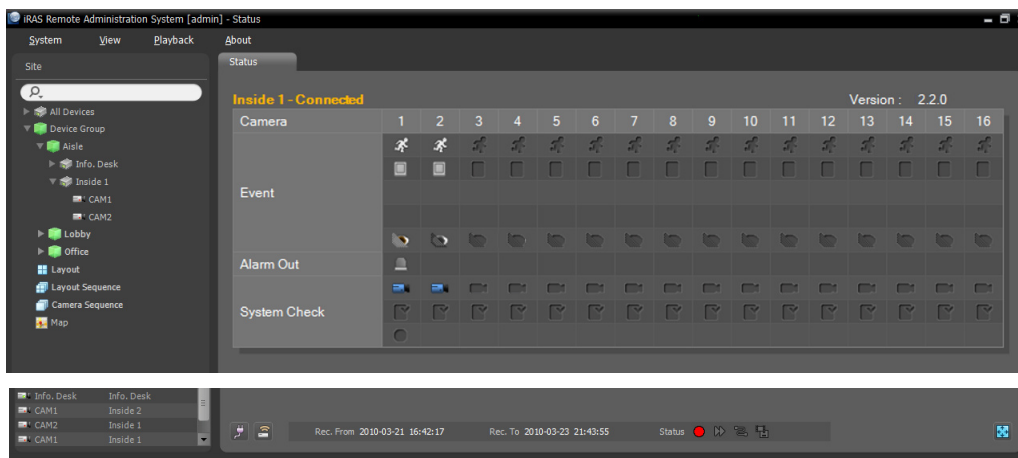 iRAS Remote Administration System [admin] - Status
System View Playback About
Site
Status
All Devices
Device Group
Aisle
Info. Desk
Inside 1
CAM1
CAM2
Lobby
Office
Layout
Layout Sequence
Camera Sequence
Map
Inside 1 - Connected Version : 2.2.0
Camera 1 2 3 4 5 6 7 8 9 10 11 12 13 14 15 16
Event
Alarm Out
System Check
Info. Desk Info. Desk
CAM1 Inside 2
CAM2 Inside 1
CAM1 Inside 1
Rec. From 2010-03-21 16:42:17 Rec. To 2010-03-23 21:43:55 Status